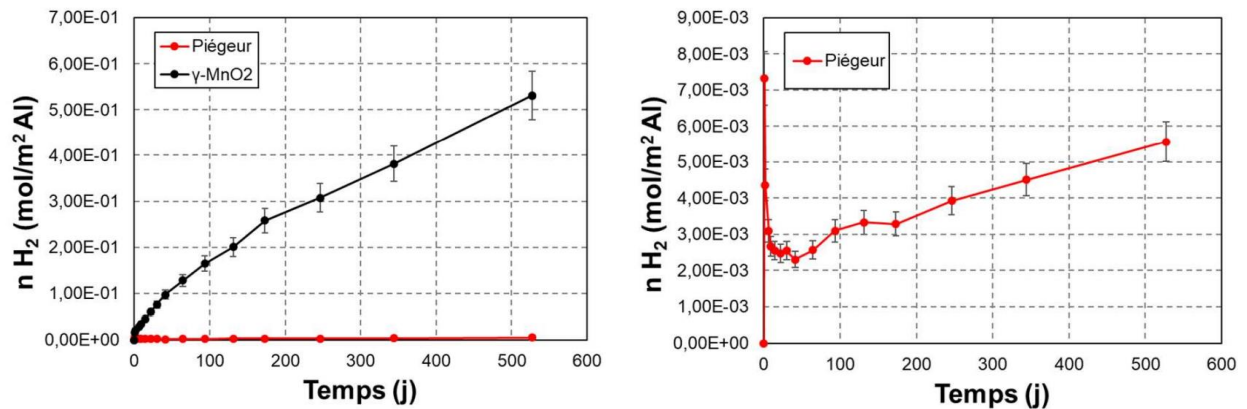 7,00E-01
6,00E-01
5,00E-01
4,00E-01
3,00E-01
2,00E-01
1,00E-01
0,00E+00
n H₂ (mol/m² Al)
Piégeur
γ-MnO2
0 100 200 300 400 500 600
Temps (j)
9,00E-03
8,00E-03
7,00E-03
6,00E-03
5,00E-03
4,00E-03
3,00E-03
2,00E-03
1,00E-03
0,00E+00
n H₂ (mol/m² Al)
Piégeur
0 100 200 300 400 500 600
Temps (j)